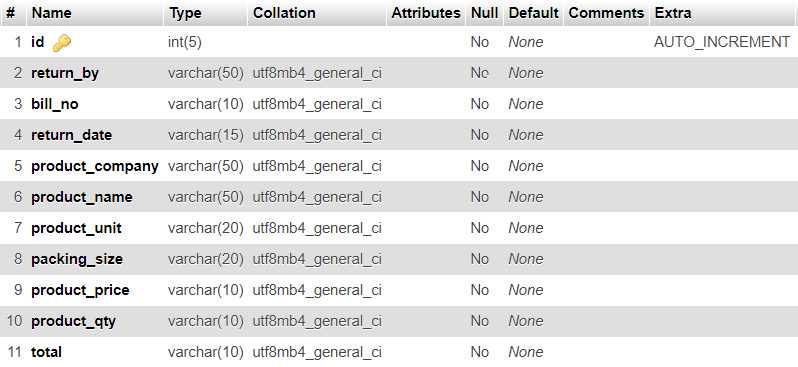 # Name Type Collation Attributes Null Default Comments Extra
1 id int(5) No None AUTO_INCREMENT
2 return_by varchar(50) utf8mb4_general_ci No None
3 bill_no varchar(10) utf8mb4_general_ci No None
4 return_date varchar(15) utf8mb4_general_ci No None
5 product_company varchar(50) utf8mb4_general_ci No None
6 product_name varchar(50) utf8mb4_general_ci No None
7 product_unit varchar(20) utf8mb4_general_ci No None
8 packing_size varchar(20) utf8mb4_general_ci No None
9 product_price varchar(10) utf8mb4_general_ci No None
10 product_qty varchar(10) utf8mb4_general_ci No None
11 total varchar(10) utf8mb4_general_ci No None